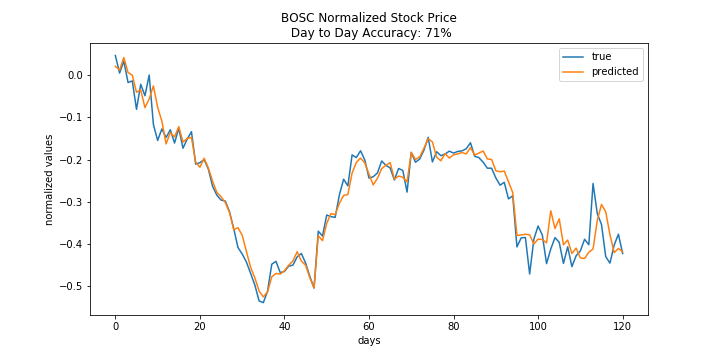 BOSC Normalized Stock Price
Day to Day Accuracy: 71%
true
predicted
normalized values
0.0
−0.1
−0.2
−0.3
−0.4
−0.5
0
20
40
60
80
100
120
days